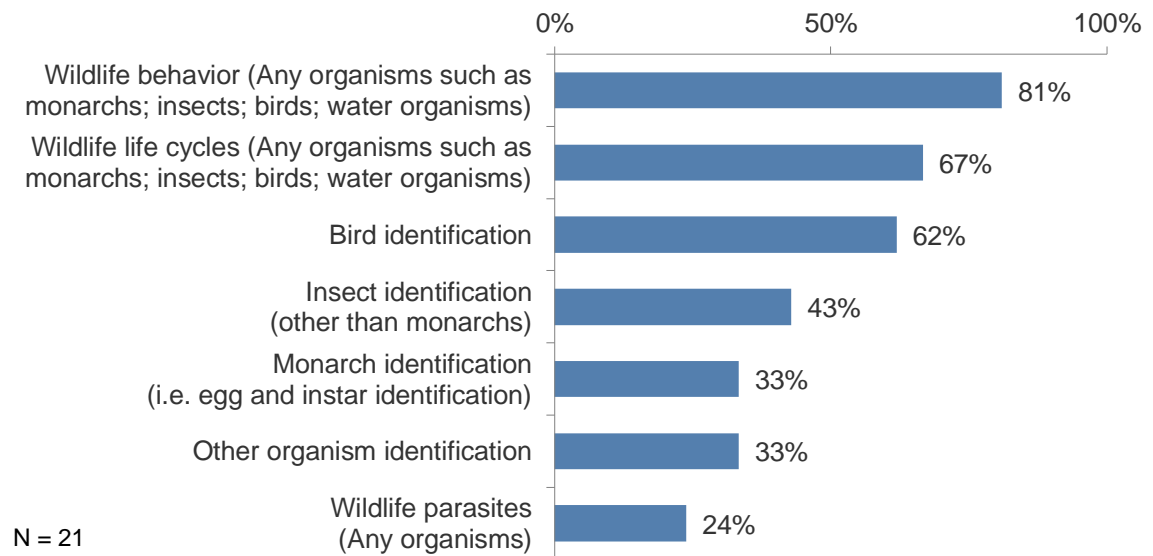 0%
50%
100%
Wildlife behavior (Any organisms such as
monarchs; insects; birds; water organisms)
81%
Wildlife life cycles (Any organisms such as
monarchs; insects; birds; water organisms)
67%
Bird identification
62%
Insect identification
(other than monarchs)
43%
Monarch identification
(i.e. egg and instar identification)
33%
Other organism identification
33%
Wildlife parasites
(Any organisms)
24%
N = 21